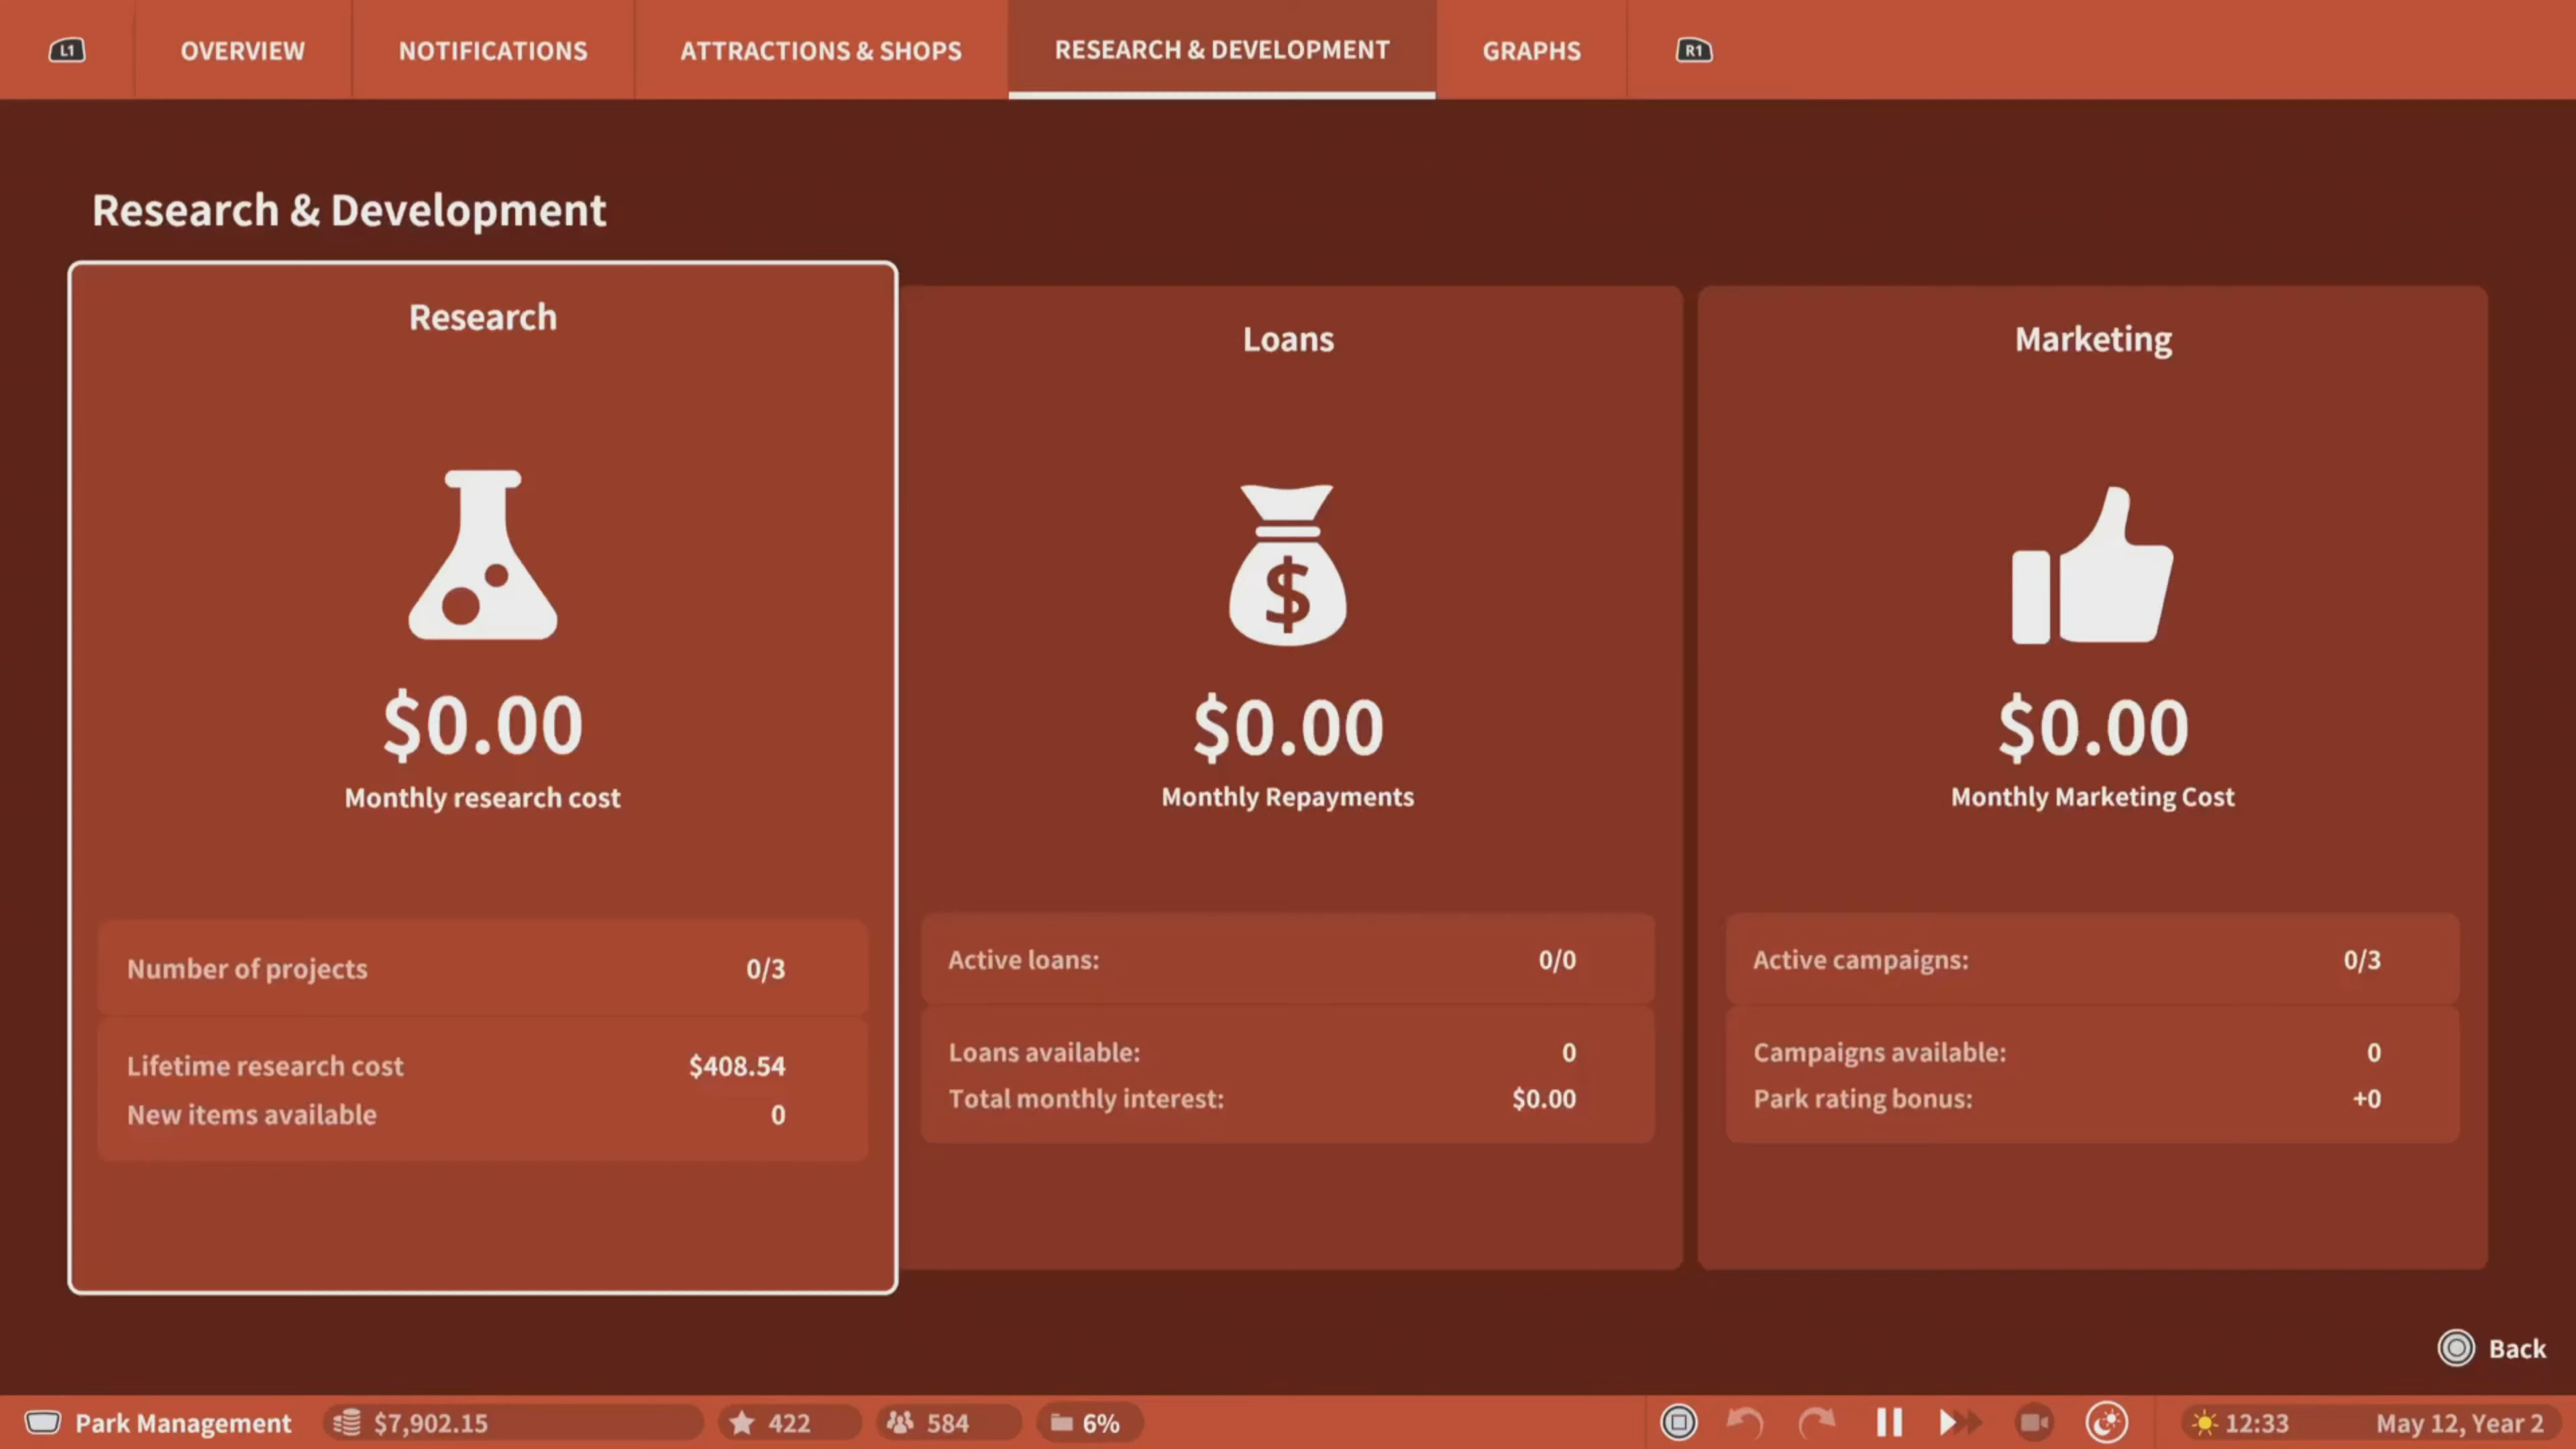 L1 OVERVIEW NOTIFICATIONS ATTRACTIONS & SHOPS RESEARCH & DEVELOPMENT GRAPHS R1
Research & Development
Research
$0.00
Monthly research cost
Number of projects 0/3
Lifetime research cost $408.54
New items available 0
Loans
$
$0.00
Monthly Repayments
Active loans: 0/0
Loans available: 0
Total monthly interest: $0.00
Marketing
$0.00
Monthly Marketing Cost
Active campaigns: 0/3
Campaigns available: 0
Park rating bonus: +0
Back
Park Management $7,902.15 422 584 6% 12:33 May 12, Year 2